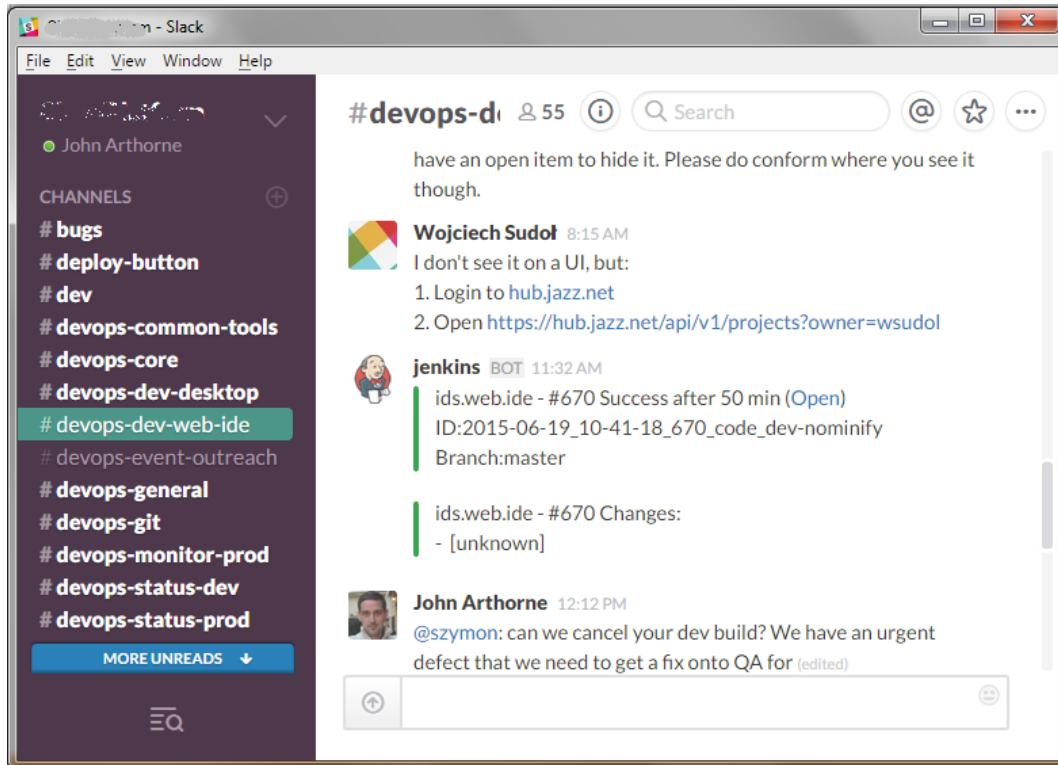 - Slack
File Edit View Window Help
John Arthorne
CHANNELS
# bugs
# deploy-button
# dev
# devops-common-tools
# devops-core
# devops-dev-desktop
# devops-dev-web-ide
# devops-event-outreach
# devops-general
# devops-git
# devops-monitor-prod
# devops-status-dev
# devops-status-prod
MORE UNREADS
#devops-d 55 Search
have an open item to hide it. Please do conform where you see it
though.
Wojciech Sudoł 8:15 AM
I don't see it on a UI, but:
1. Login to hub.jazz.net
2. Open https://hub.jazz.net/api/v1/projects?owner=wsudol
jenkins BOT 11:32 AM
ids.web.ide - #670 Success after 50 min (Open)
ID:2015-06-19_10-41-18_670_code_dev-nominify
Branch:master
ids.web.ide - #670 Changes:
- [unknown]
John Arthorne 12:12 PM
@szymon: can we cancel your dev build? We have an urgent
defect that we need to get a fix onto QA for (edited)